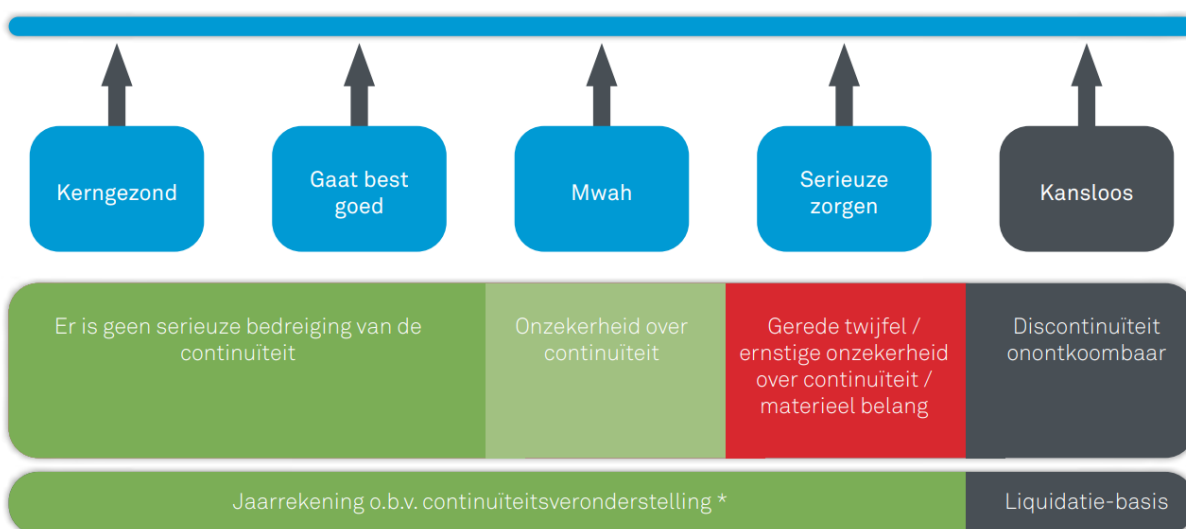 Kerngezond
Gaat best
goed
Mwah
Serieuze
zorgen
Kansloos
Er is geen serieuze bedreiging van de
continuïteit
Onzekerheid over
continuïteit
Gerede twijfel /
ernstige onzekerheid
over continuïteit /
materieel belang
Discontinuïteit
onontkoombaar
Jaarrekening o.b.v. continuïteitsveronderstelling *
Liquidatie-basis